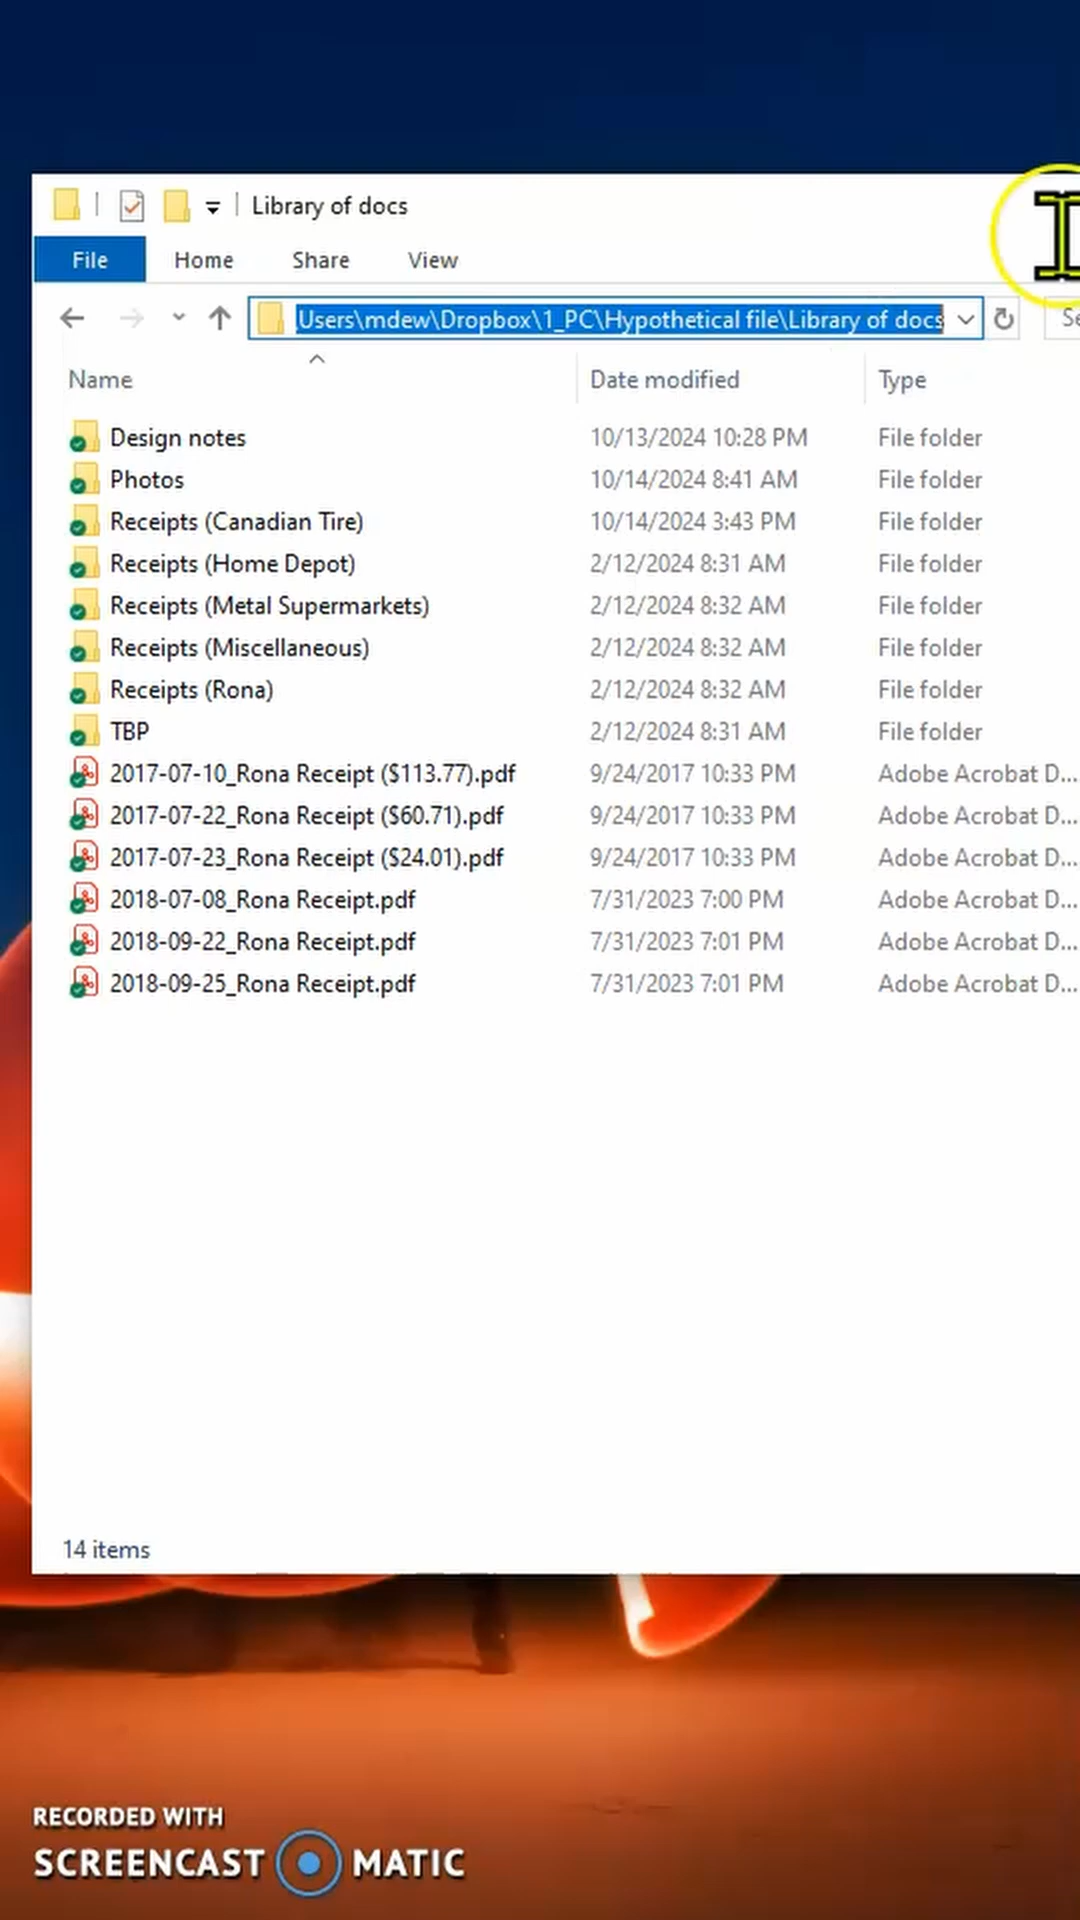 Library of docs
File Home Share View
Users\mdew\Dropbox\1_PC\Hypothetical file\Library of docs
Name Date modified Type
Design notes 10/13/2024 10:28 PM File folder
Photos 10/14/2024 8:41 AM File folder
Receipts (Canadian Tire) 10/14/2024 3:43 PM File folder
Receipts (Home Depot) 2/12/2024 8:31 AM File folder
Receipts (Metal Supermarkets) 2/12/2024 8:32 AM File folder
Receipts (Miscellaneous) 2/12/2024 8:32 AM File folder
Receipts (Rona) 2/12/2024 8:32 AM File folder
TBP 2/12/2024 8:31 AM File folder
2017-07-10_Rona Receipt ($113.77).pdf 9/24/2017 10:33 PM Adobe Acrobat D...
2017-07-22_Rona Receipt ($60.71).pdf 9/24/2017 10:33 PM Adobe Acrobat D...
2017-07-23_Rona Receipt ($24.01).pdf 9/24/2017 10:33 PM Adobe Acrobat D...
2018-07-08_Rona Receipt.pdf 7/31/2023 7:00 PM Adobe Acrobat D...
2018-09-22_Rona Receipt.pdf 7/31/2023 7:01 PM Adobe Acrobat D...
2018-09-25_Rona Receipt.pdf 7/31/2023 7:01 PM Adobe Acrobat D...
14 items
RECORDED WITH
SCREENCAST MATIC